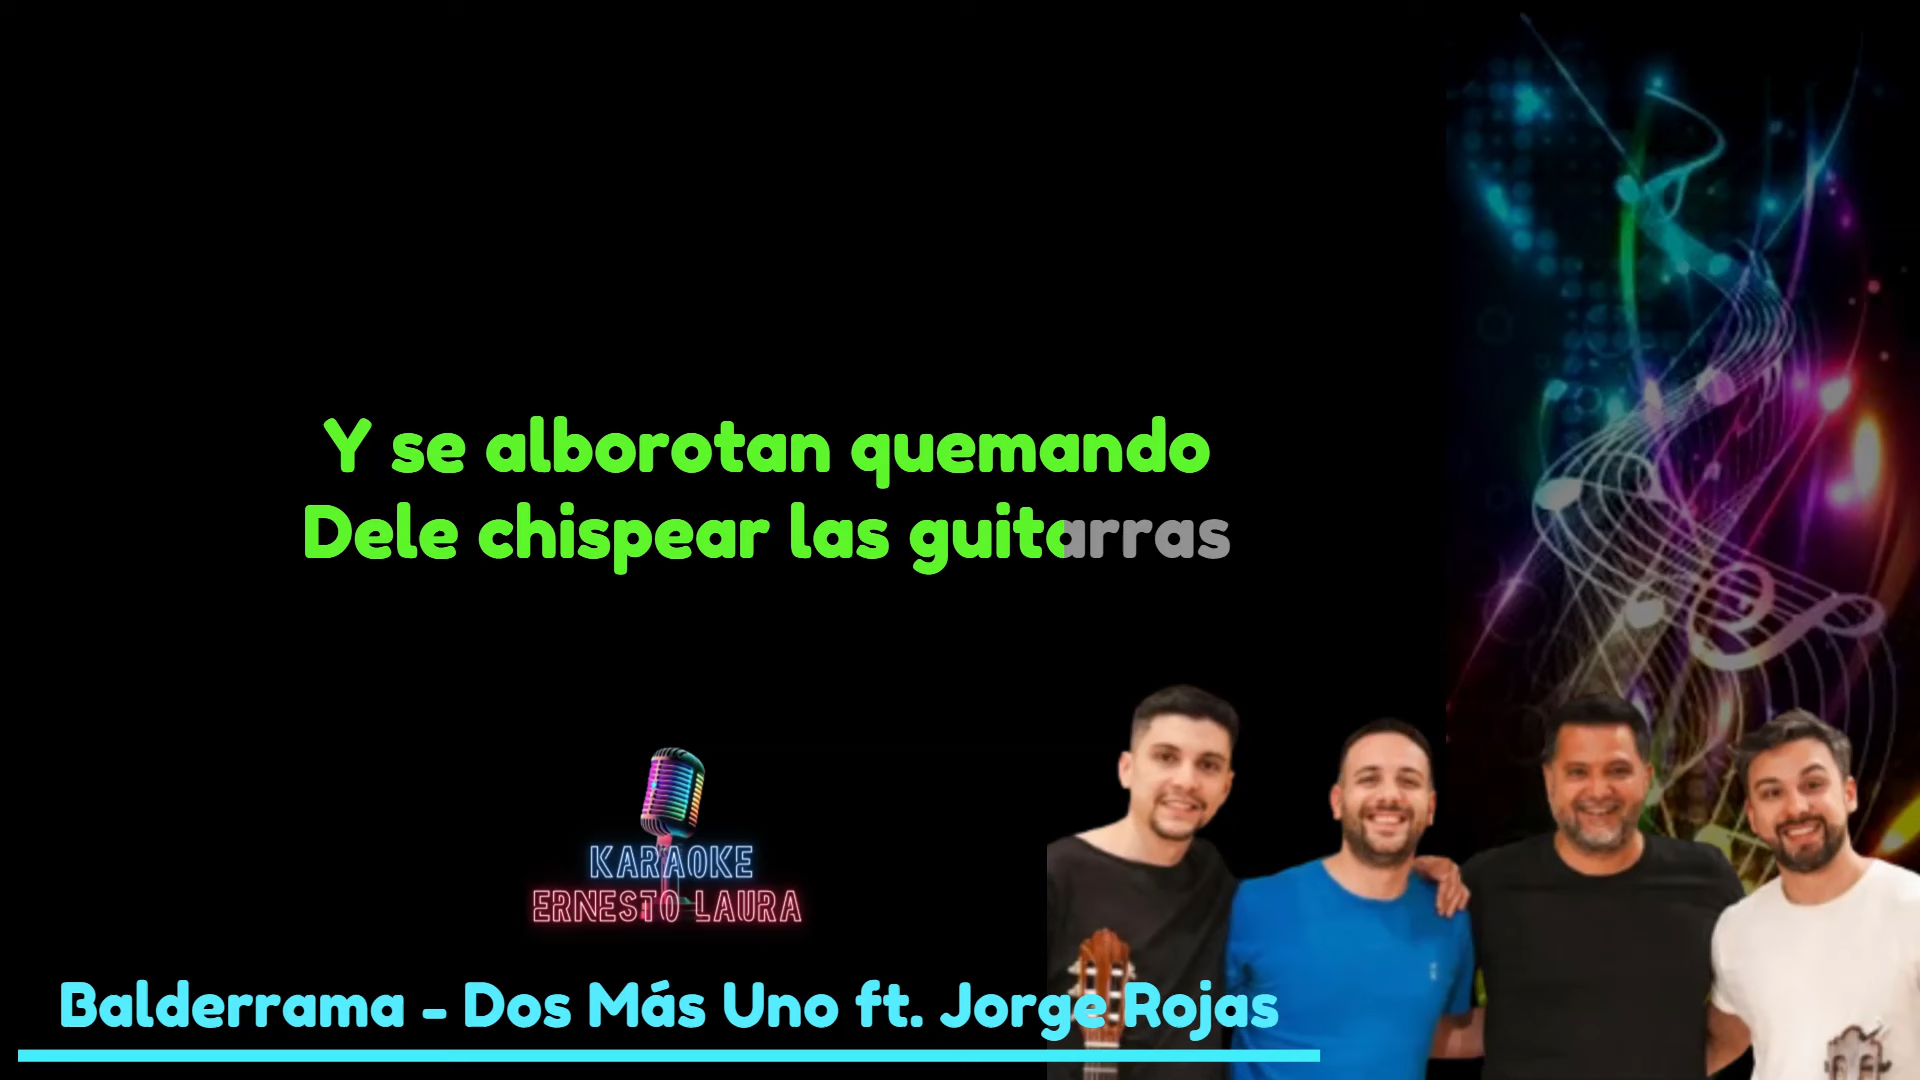 Y se alborotan quemando
Dele chispear las guitarras
KARAOKE
ERNESTO LAURA
Balderrama - Dos Más Uno ft. Jorge Rojas